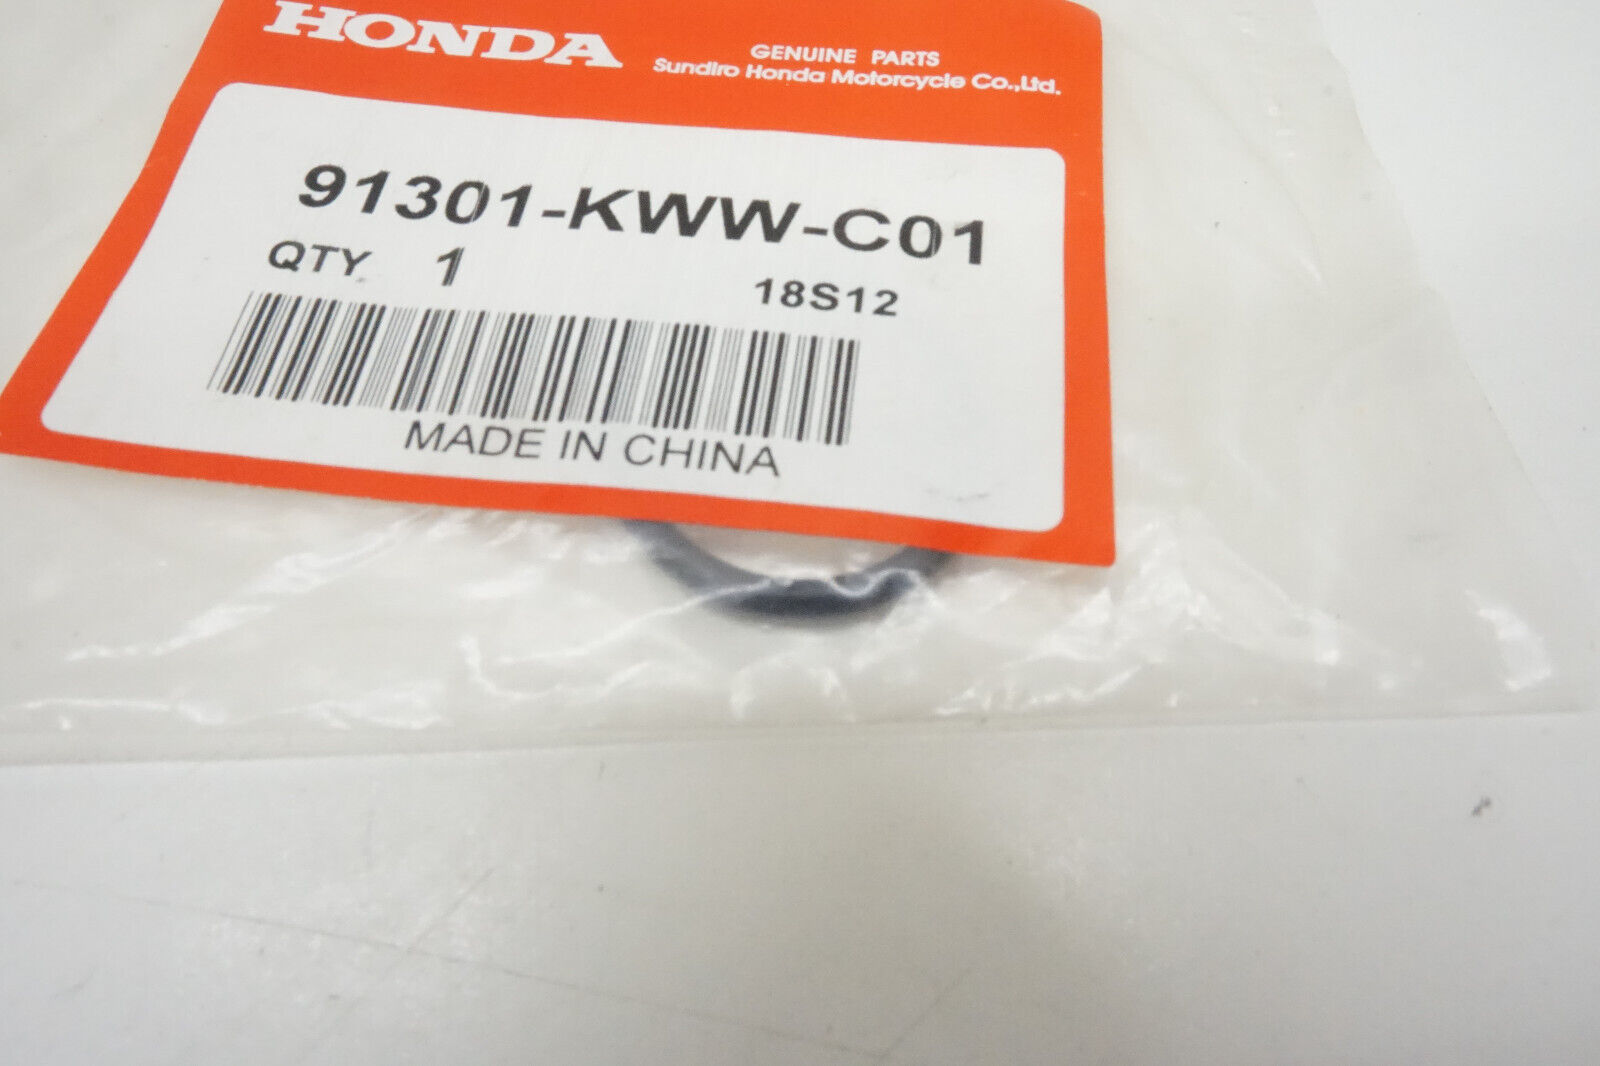 HONDA
GENUINE PARTS
Sundiro Honda Motorcycle Co.,Ltd.
91301-KWW-C01
QTY 1
18S12
MADE IN CHINA